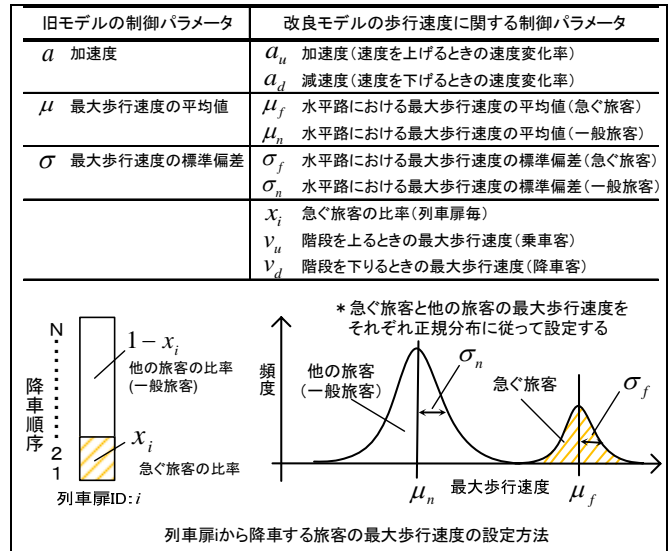 旧モデルの制御パラメータ 改良モデルの歩行速度に関する制御パラメータ
a 加速度 a_u 加速度(速度を上げるときの速度変化率)
a_d 減速度(速度を下げるときの速度変化率)
μ 最大歩行速度の平均値 μ_f 水平路における最大歩行速度の平均値(急ぐ旅客)
μ_n 水平路における最大歩行速度の平均値(一般旅客)
σ 最大歩行速度の標準偏差 σ_f 水平路における最大歩行速度の標準偏差(急ぐ旅客)
σ_n 水平路における最大歩行速度の標準偏差(一般旅客)
x_i 急ぐ旅客の比率(列車扉毎)
v_u 階段を上るときの最大歩行速度(乗車客)
v_d 階段を下りるときの最大歩行速度(降車客)
降車順序
N
2
1
1−x_i
他の旅客の比率
(一般旅客)
x_i
急ぐ旅客の比率
列車扉ID:i
*急ぐ旅客と他の旅客の最大歩行速度を
それぞれ正規分布に従って設定する
頻度
他の旅客
(一般旅客)
σ_n
急ぐ旅客
σ_f
μ_n
最大歩行速度
μ_f
列車扉iから降車する旅客の最大歩行速度の設定方法